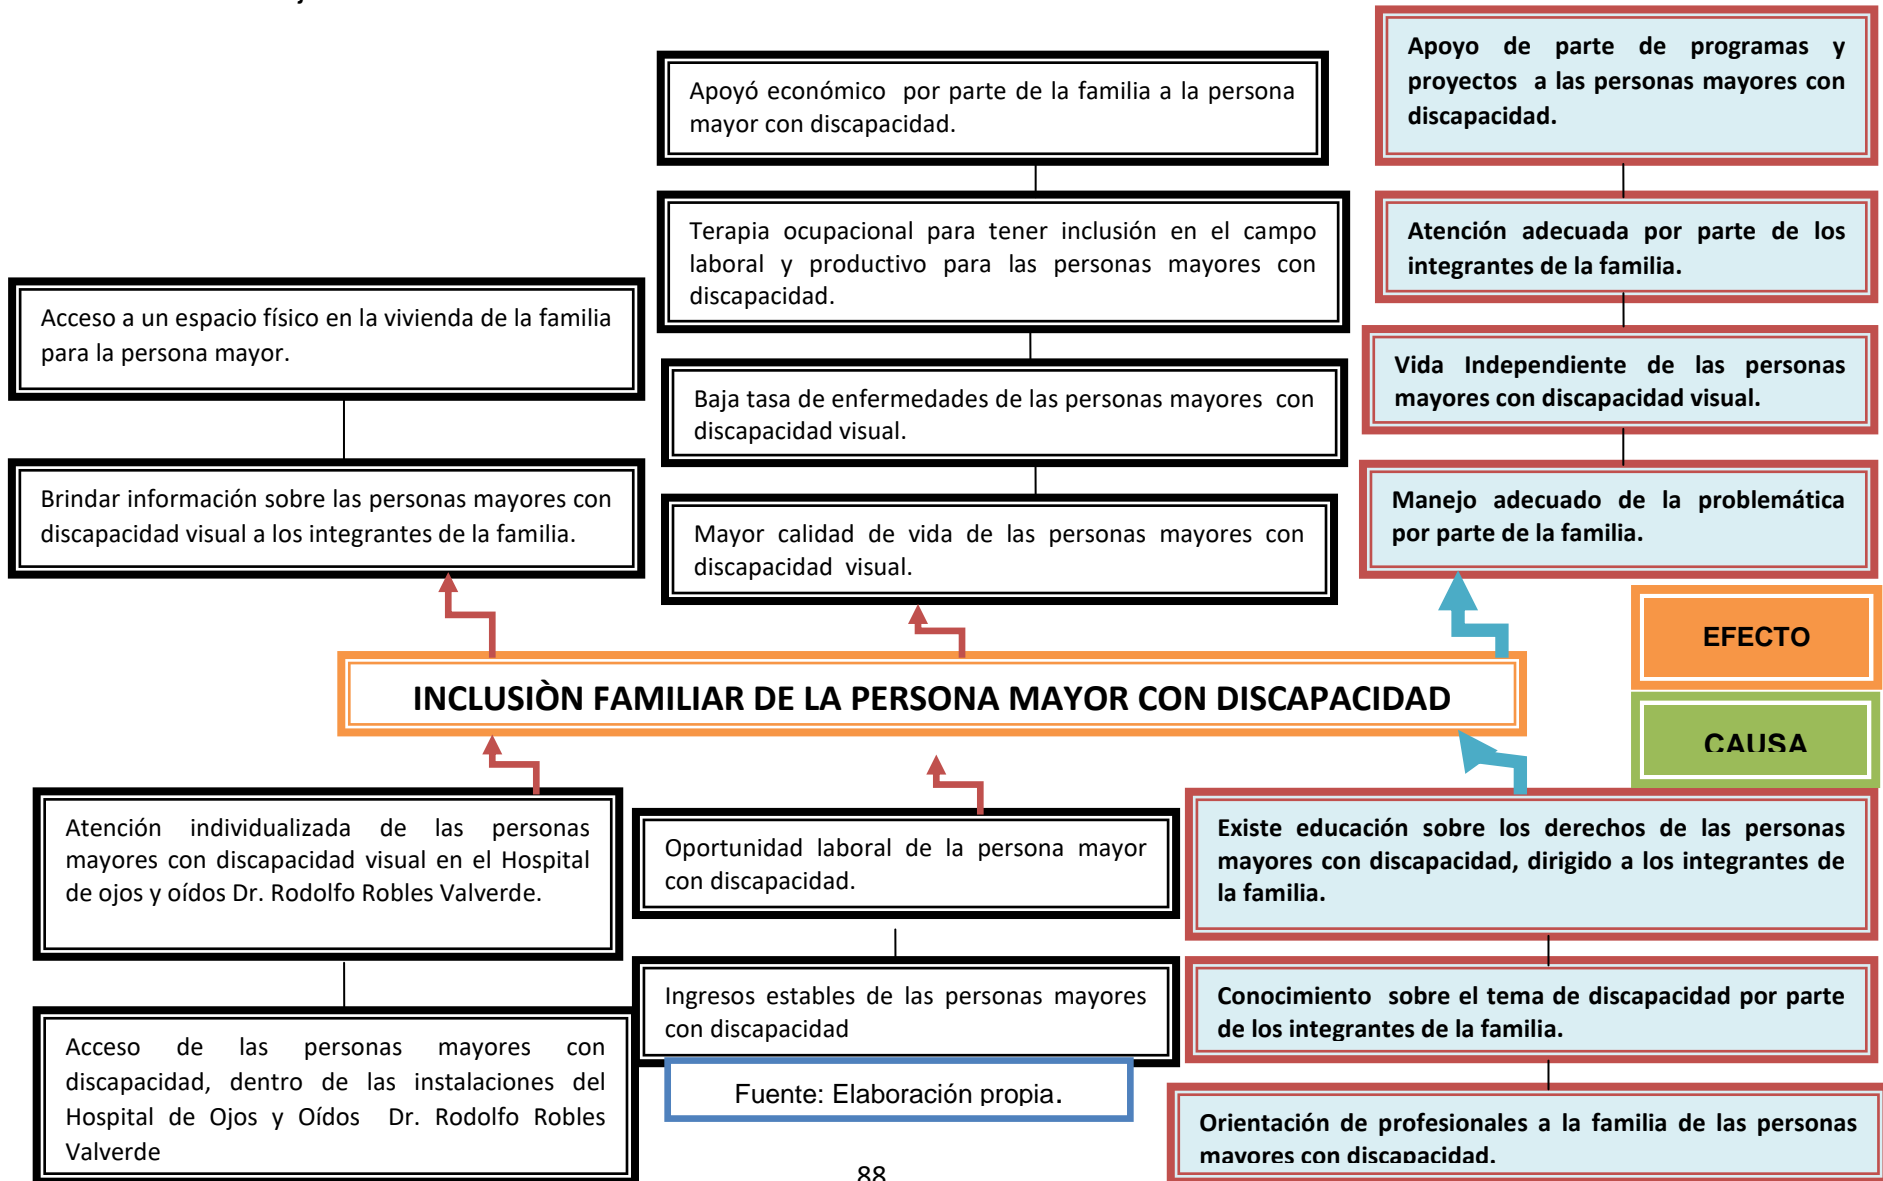 Apoyó económico por parte de la familia a la persona
mayor con discapacidad.
Apoyo de parte de programas y
proyectos a las personas mayores con
discapacidad.
Terapia ocupacional para tener inclusión en el campo
laboral y productivo para las personas mayores con
discapacidad.
Atención adecuada por parte de los
integrantes de la familia.
Acceso a un espacio físico en la vivienda de la familia
para la persona mayor.
Baja tasa de enfermedades de las personas mayores con
discapacidad visual.
Vida Independiente de las personas
mayores con discapacidad visual.
Brindar información sobre las personas mayores con
discapacidad visual a los integrantes de la familia.
Mayor calidad de vida de las personas mayores con
discapacidad visual.
Manejo adecuado de la problemática
por parte de la familia.
EFECTO
INCLUSIÒN FAMILIAR DE LA PERSONA MAYOR CON DISCAPACIDAD
CAUSA
Atención individualizada de las personas
mayores con discapacidad visual en el Hospital
de ojos y oídos Dr. Rodolfo Robles Valverde.
Oportunidad laboral de la persona mayor
con discapacidad.
Existe educación sobre los derechos de las personas
mayores con discapacidad, dirigido a los integrantes de
la familia.
Acceso de las personas mayores con
discapacidad, dentro de las instalaciones del
Hospital de Ojos y Oídos Dr. Rodolfo Robles
Valverde
Ingresos estables de las personas mayores
con discapacidad
Conocimiento sobre el tema de discapacidad por parte
de los integrantes de la familia.
Fuente: Elaboración propia.
Orientación de profesionales a la familia de las personas
mayores con discapacidad.
88